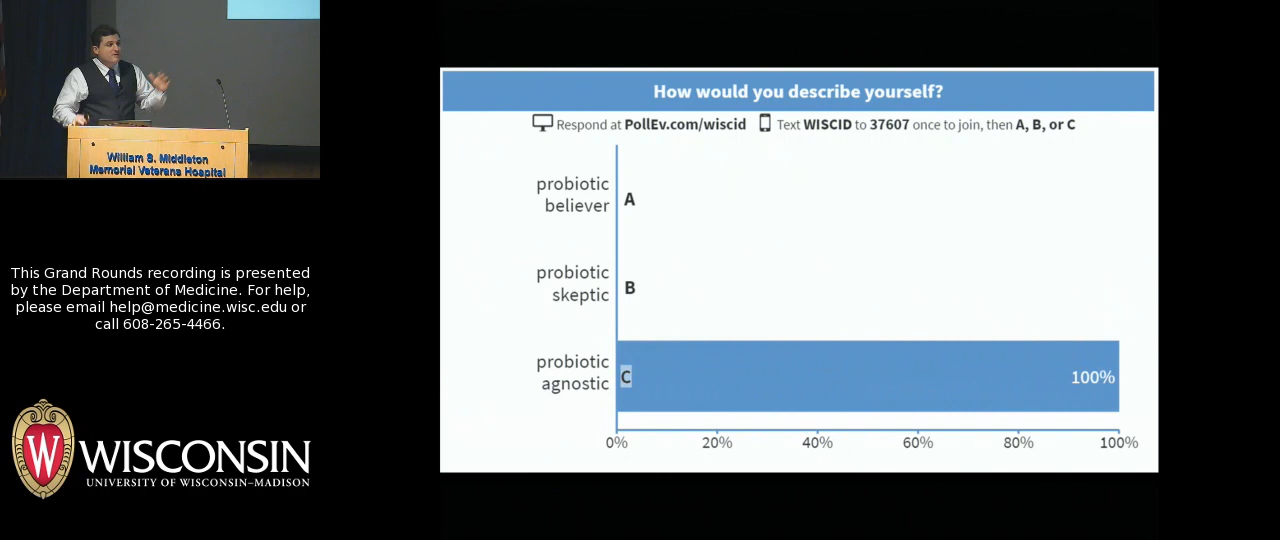 William S. Middleton
Memorial Veterans Hospital
This Grand Rounds recording is presented
by the Department of Medicine. For help,
please email help@medicine.wisc.edu or
call 608-265-4466.
W
WISCONSIN
UNIVERSITY OF WISCONSIN–MADISON
How would you describe yourself?
Respond at PollEv.com/wiscid Text WISCID to 37607 once to join, then A, B, or C
probiotic
believer A
probiotic
skeptic B
probiotic
agnostic C 100%
0% 20% 40% 60% 80% 100%